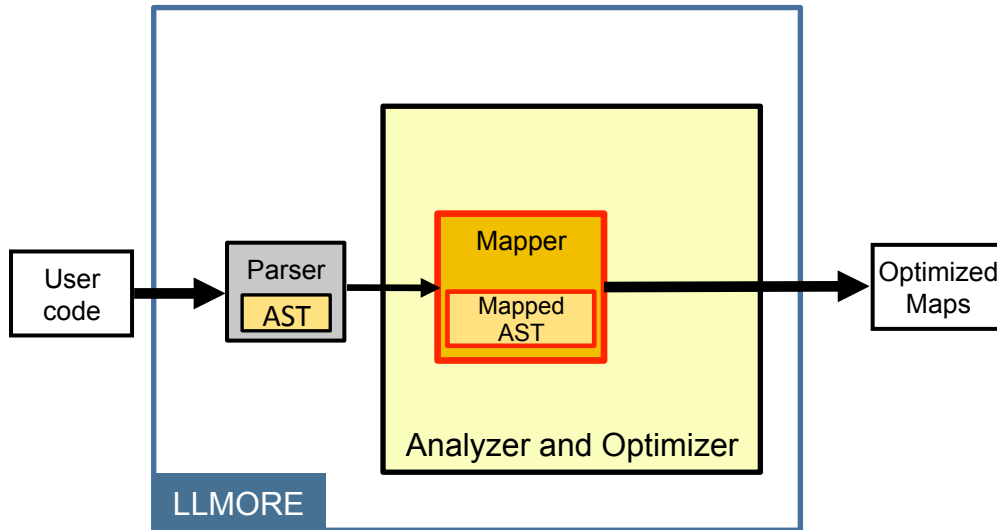 User
code
Parser
AST
Mapper
Mapped
AST
Optimized
Maps
Analyzer and Optimizer
LLMORE